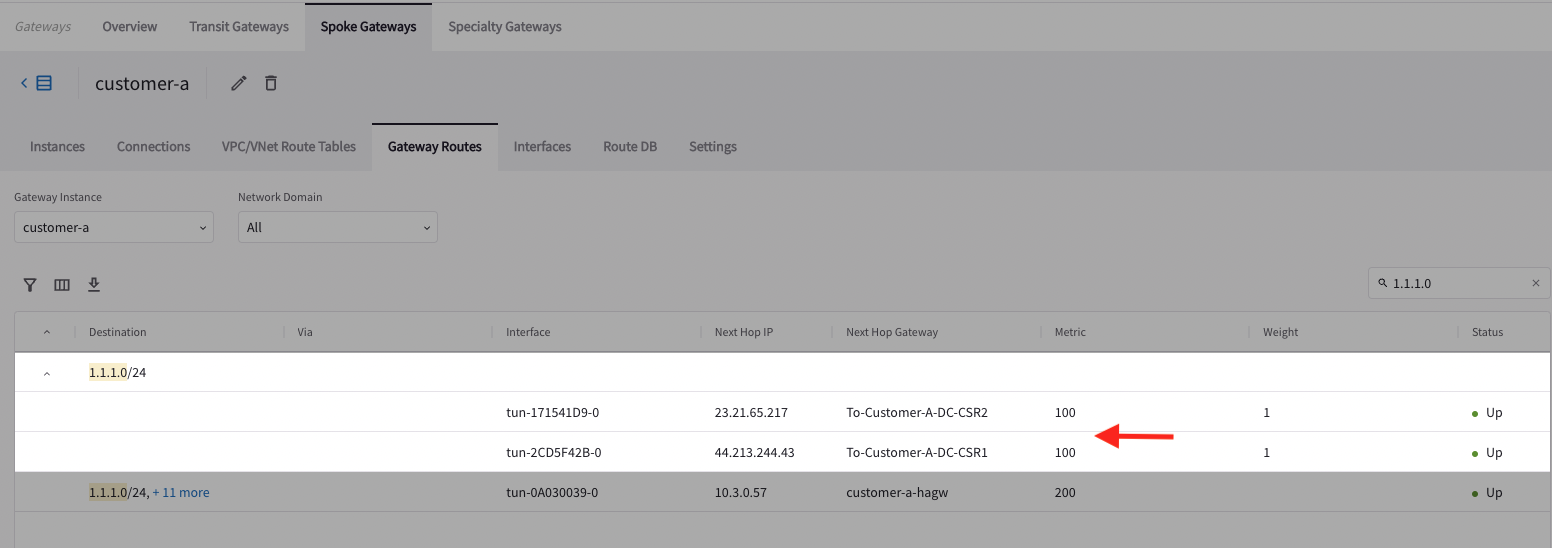 Gateways Overview Transit Gateways Spoke Gateways Specialty Gateways
customer-a
Instances Connections VPC/VNet Route Tables Gateway Routes Interfaces Route DB Settings
Gateway Instance Network Domain
customer-a All
1.1.1.0
Destination Via Interface Next Hop IP Next Hop Gateway Metric Weight Status
1.1.1.0/24
tun-171541D9-0 23.21.65.217 To-Customer-A-DC-CSR2 100 1 Up
tun-2CD5F42B-0 44.213.244.43 To-Customer-A-DC-CSR1 100 1 Up
1.1.1.0/24, + 11 more tun-0A030039-0 10.3.0.57 customer-a-hagw 200 Up